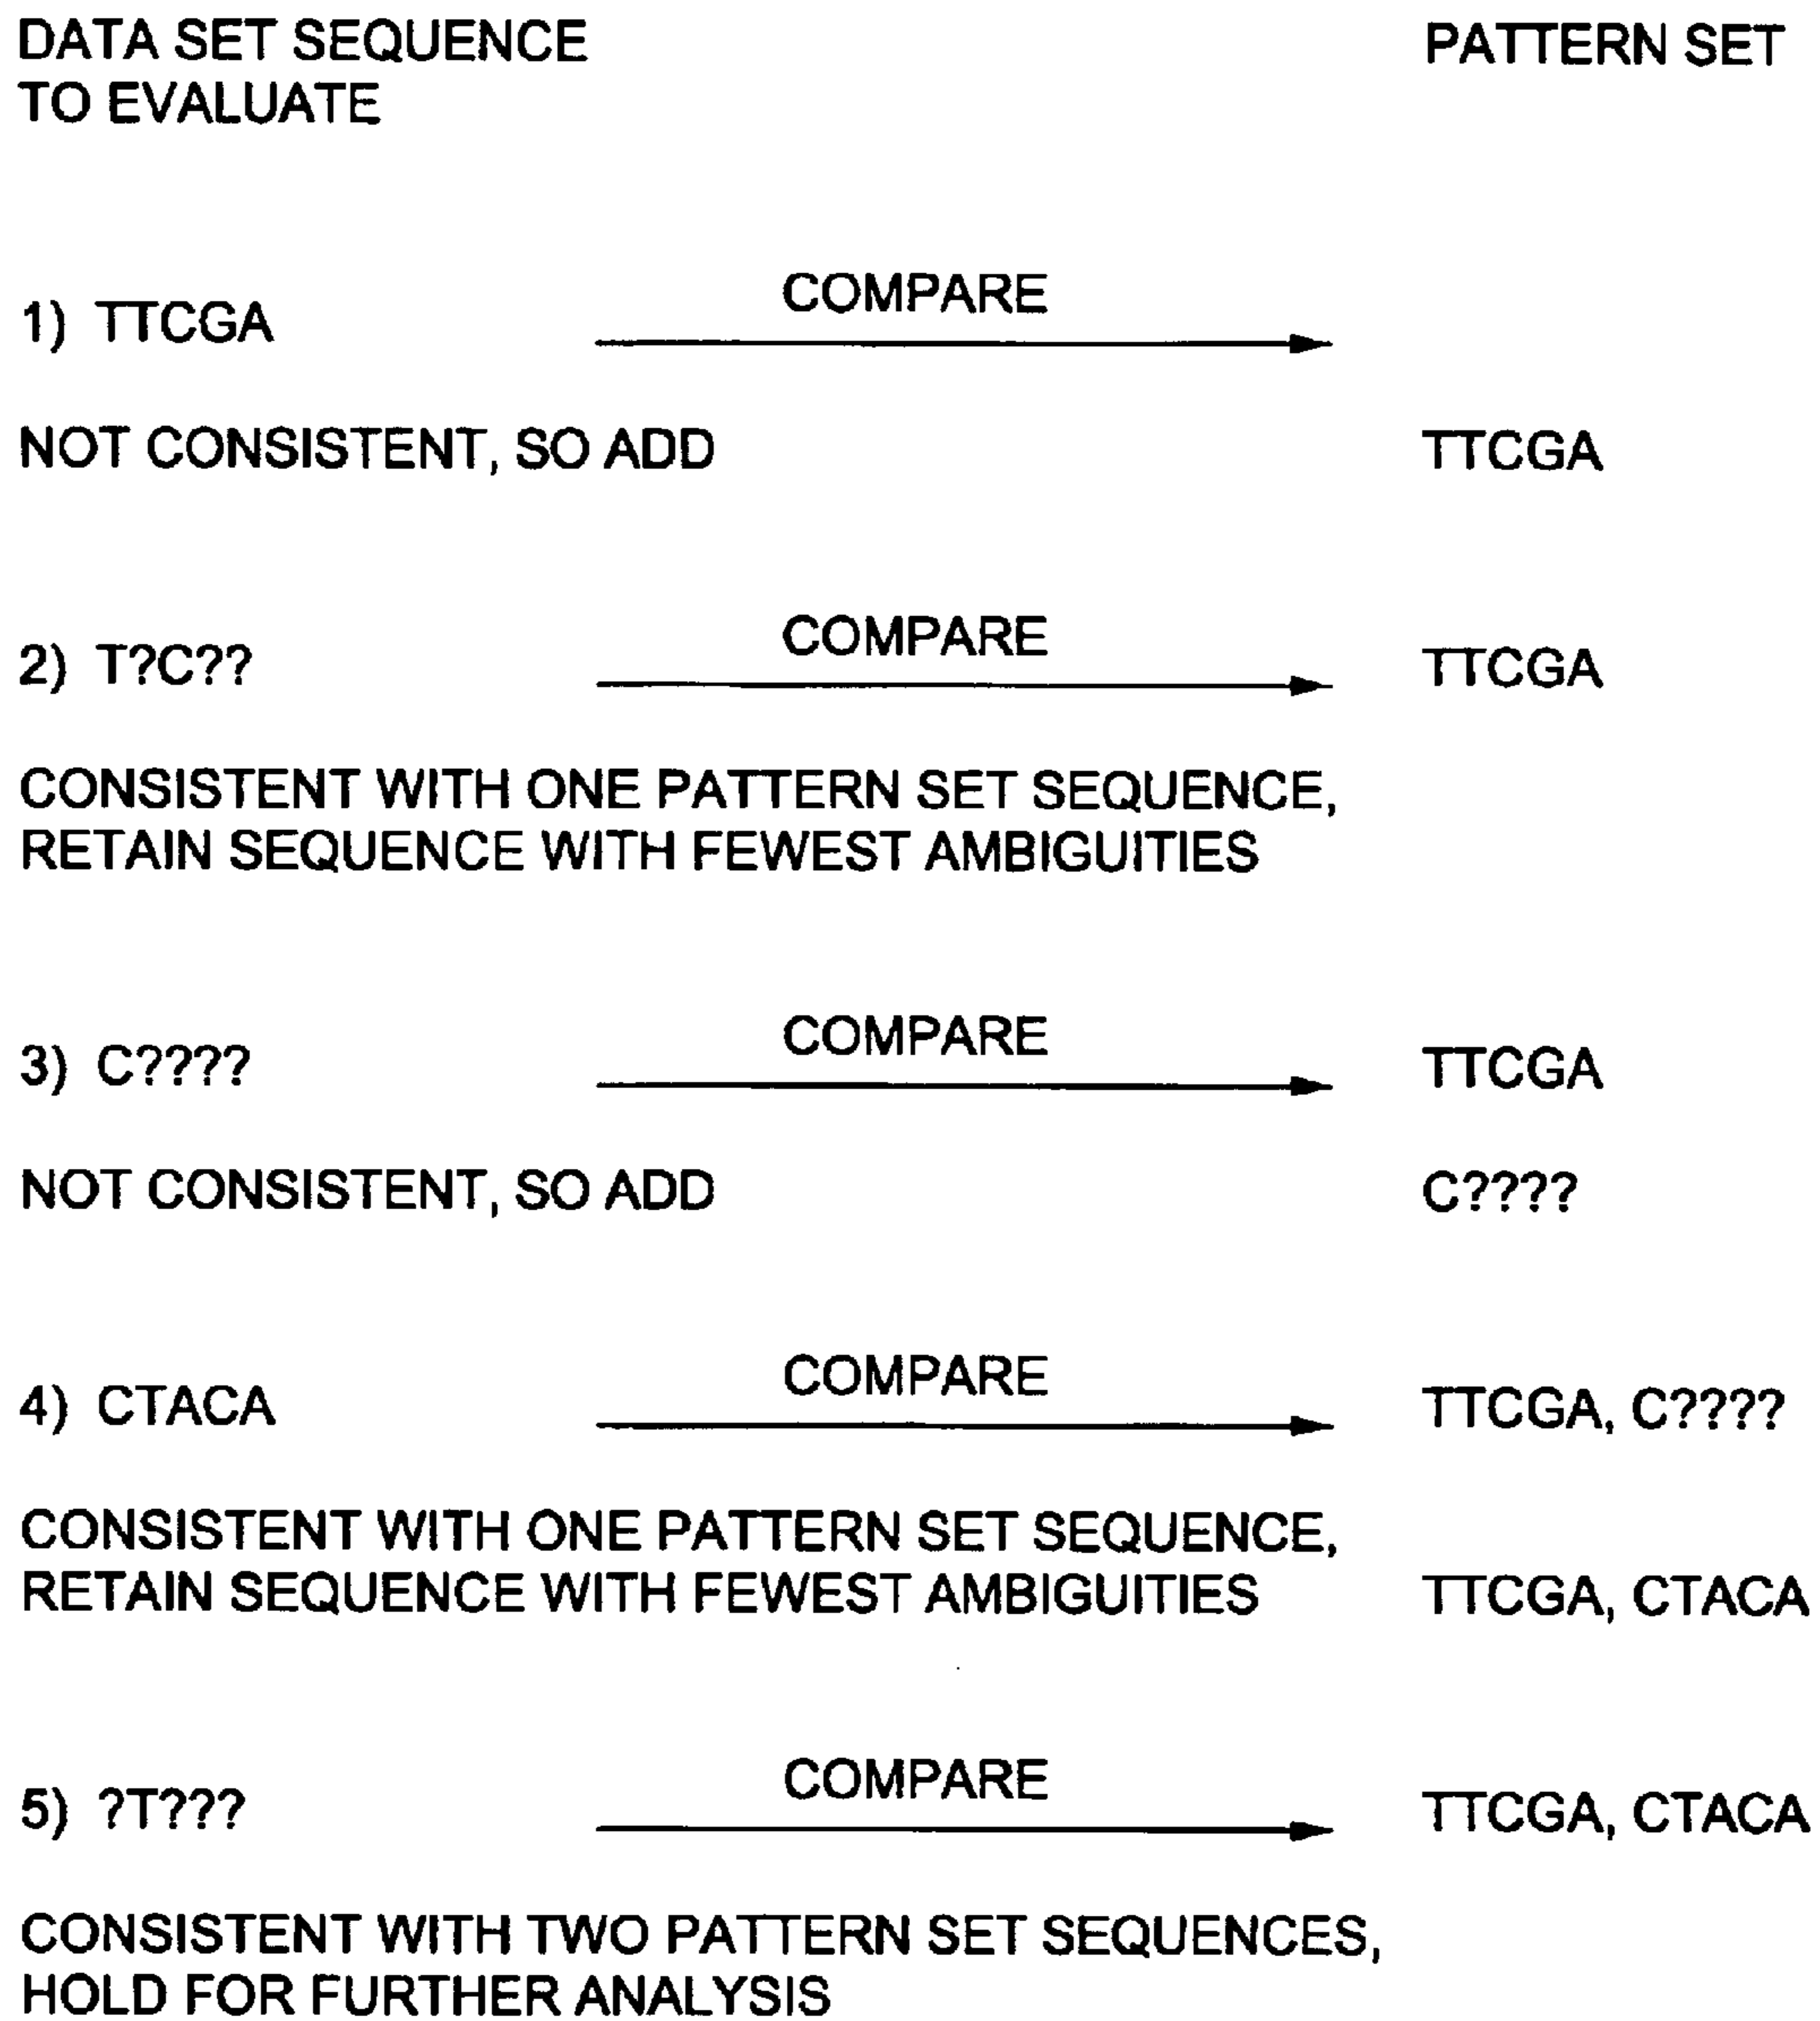 DATA SET SEQUENCE PATTERN SET
TO EVALUATE
COMPARE
1) TTCGA
NOT CONSISTENT, SO ADD TTCGA
COMPARE
2) T?C?? TTCGA
CONSISTENT WITH ONE PATTERN SET SEQUENCE,
RETAIN SEQUENCE WITH FEWEST AMBIGUITIES
COMPARE
3) C???? TTCGA
NOT CONSISTENT, SO ADD C????
COMPARE
4) CTACA TTCGA, C????
CONSISTENT WITH ONE PATTERN SET SEQUENCE,
RETAIN SEQUENCE WITH FEWEST AMBIGUITIES TTCGA, CTACA
COMPARE
5) ?T??? TTCGA, CTACA
CONSISTENT WITH TWO PATTERN SET SEQUENCES,
HOLD FOR FURTHER ANALYSIS